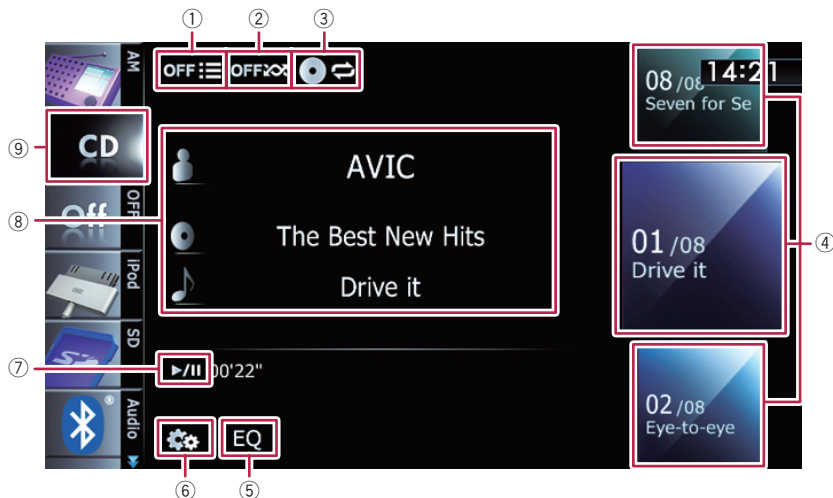 ① ② ③
AM
OFF OFF
08/08
14:21
Seven for Se
⑨
CD
OFF
Off
⑧
AVIC
The Best New Hits
Drive it
01/08
Drive it
④
iPod
SD
⑦
►/II 00'22"
02/08
Eye-to-eye
Audio
EQ
⑥ ⑤